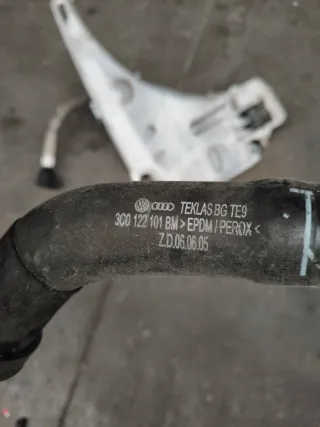 TEKLAS BG TE9
3C0 122 101 BM > EPDM / PEROX <
Z.D.06.06.05